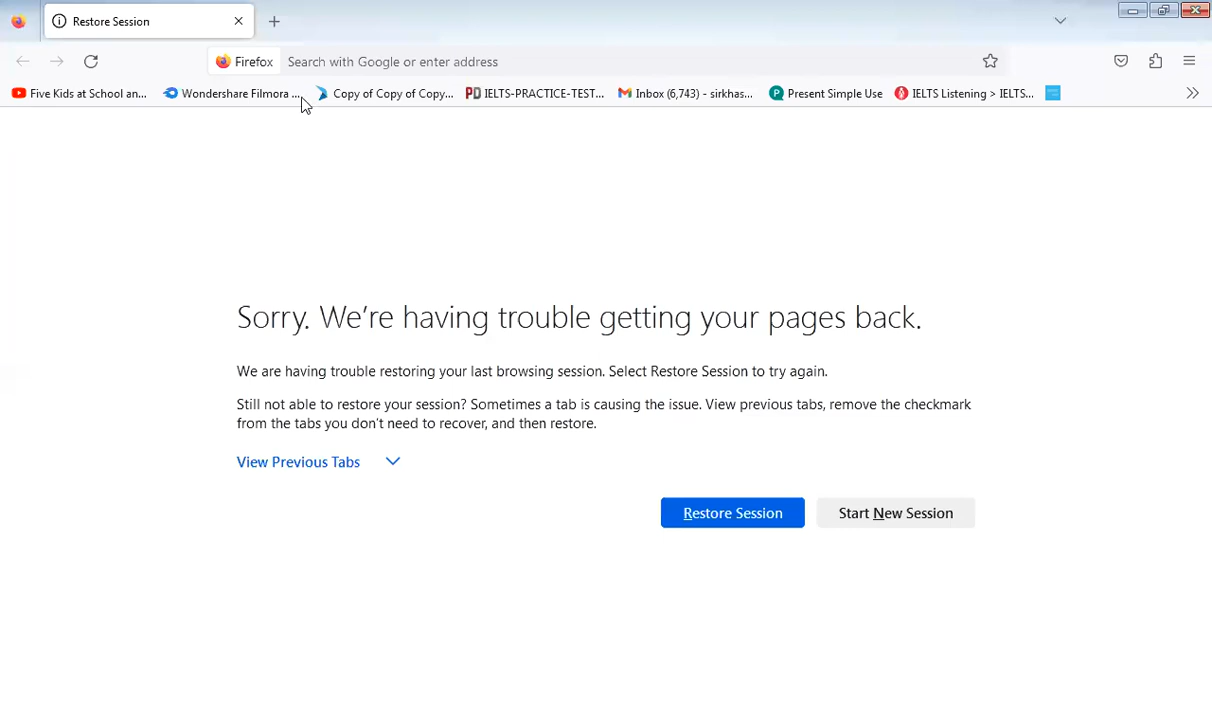 Restore Session
Firefox Search with Google or enter address
Five Kids at School an... Wondershare Filmora ... Copy of Copy of Copy... PD IELTS-PRACTICE-TEST... Inbox (6,743) - sirkhas... P Present Simple Use IELTS Listening > IELTS...
Sorry. We're having trouble getting your pages back.
We are having trouble restoring your last browsing session. Select Restore Session to try again.
Still not able to restore your session? Sometimes a tab is causing the issue. View previous tabs, remove the checkmark
from the tabs you don't need to recover, and then restore.
View Previous Tabs
Restore Session Start New Session